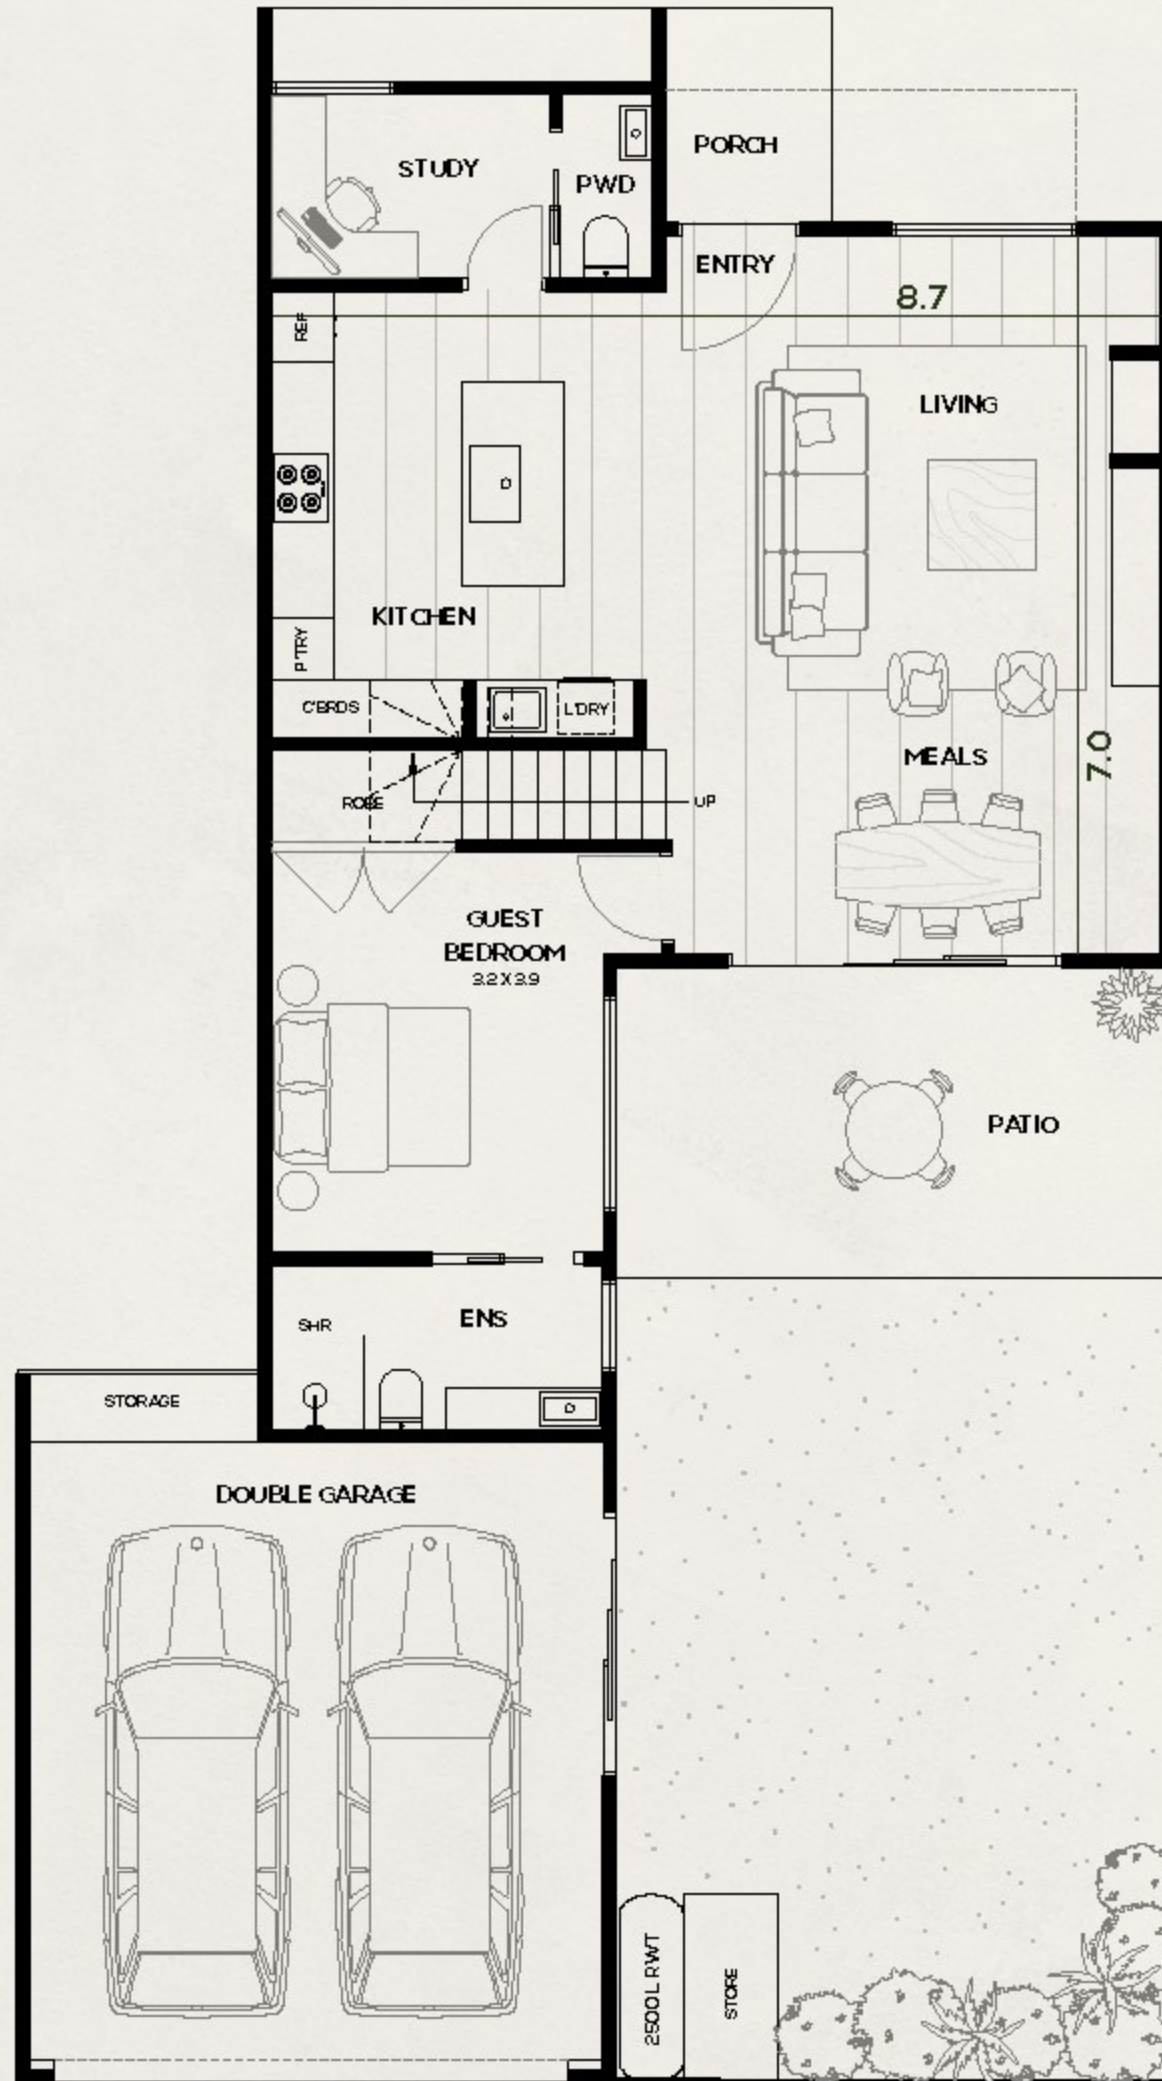 PORCH
STUDY
PWD
ENTRY
8.7
REF
LIVING
KITCHEN
P'TRY
C'BRDS
L'DRY
MEALS
7.0
ROBE
UP
GUEST
BEDROOM
3.2 X 3.9
PATIO
ENS
SHR
STORAGE
DOUBLE GARAGE
2500L RWT
STORE